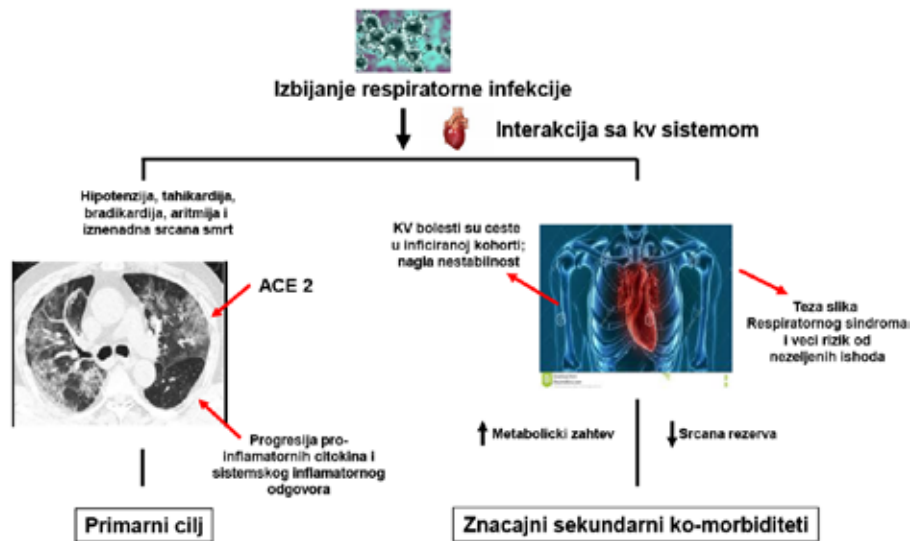 Izbijanje respiratorne infekcije
Interakcija sa kv sistemom
Hipotenzija, tahikardija,
bradikardija, aritmija i
iznenadna srcana smrt
ACE 2
Progresija pro-
inflamatornih citokina i
sistemskog inflamatornog
odgovora
Primarni cilj
KV bolesti su ceste
u inficiranoj kohorti;
nagla nestabilnost
Teza slika
Respiratornog sindroma
i veci rizik od
nezeljenih ishoda
Metabolicki zahtev
Srcana rezerva
Znacajni sekundarni ko-morbiditeti